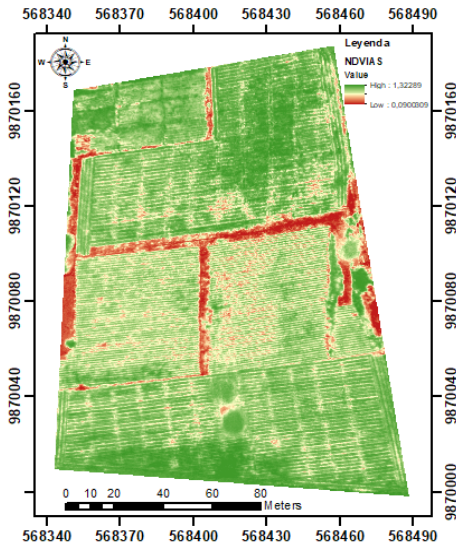 568340 568370 568400 568430 568460 568490
N
W E
S
Leyenda
NDVIAS
Value
High : 1,32289
Low : 0,0900309
9870160 9870160
9870120 9870120
9870080 9870080
9870040 9870040
9870000 9870000
0 10 20 40 60 80
Meters
568340 568370 568400 568430 568460 568490